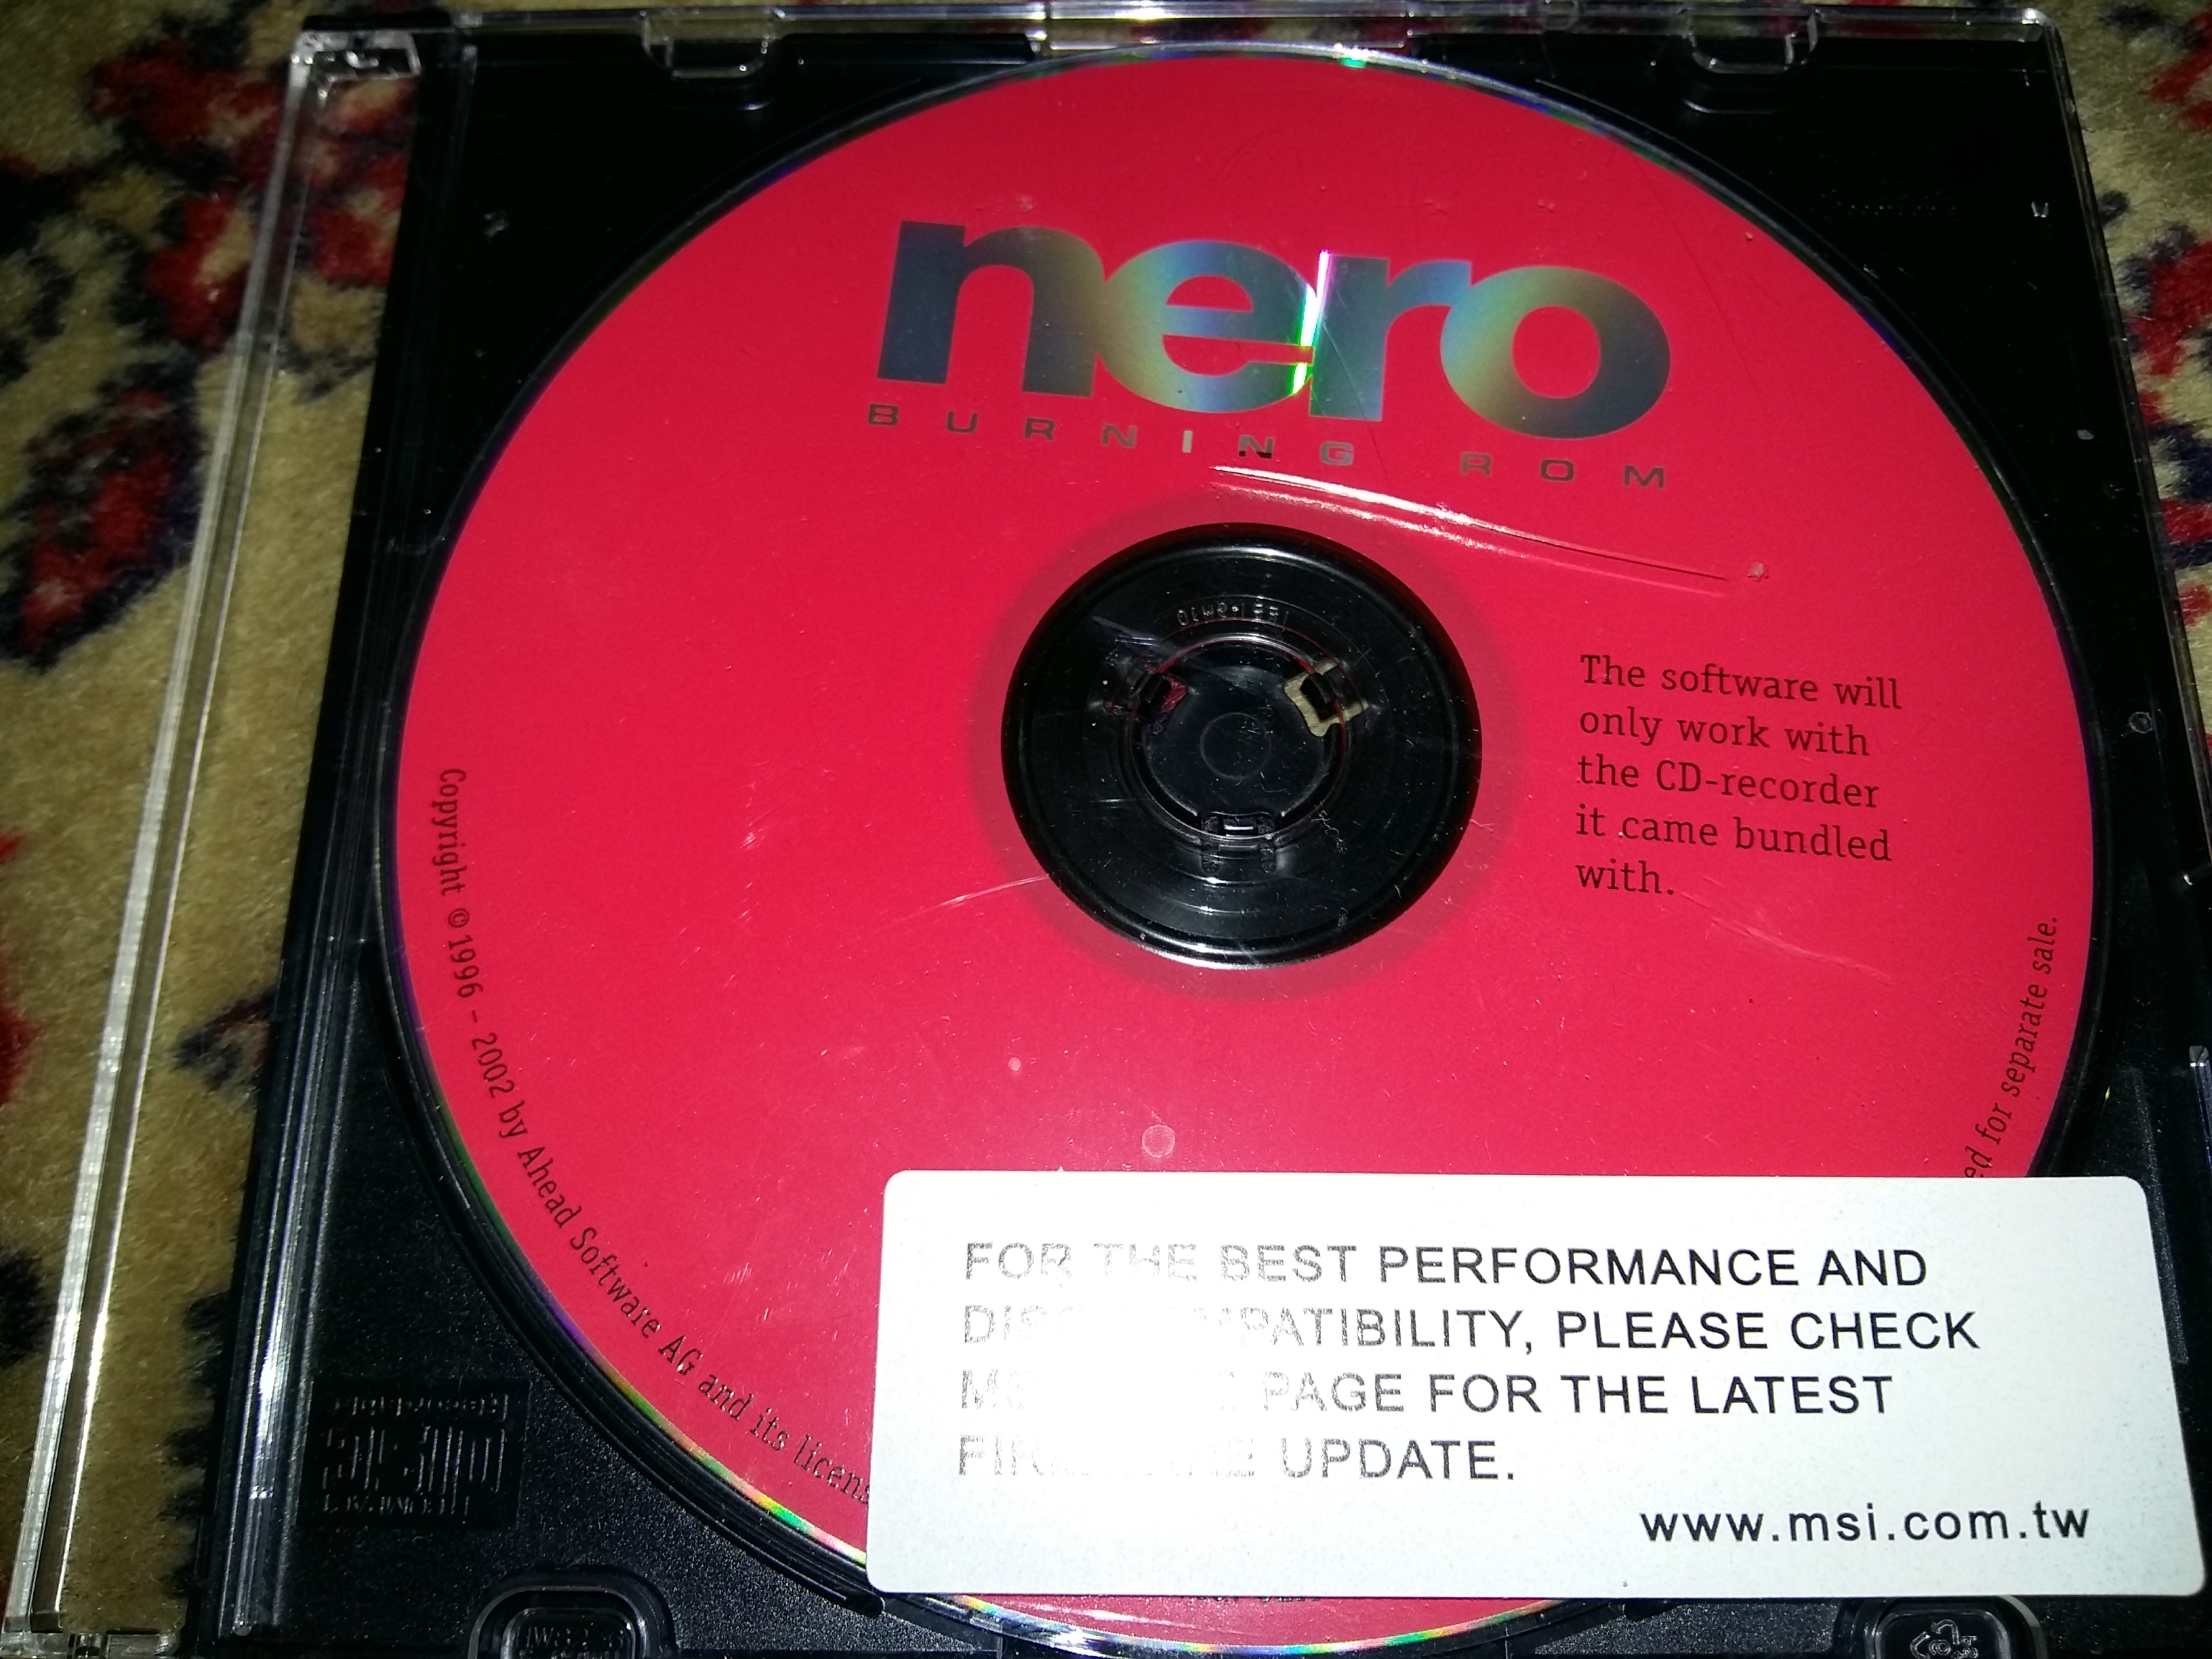 nero
BURNING ROM
The software will
only work with
the CD-recorder
it came bundled
with.
Copyright © 1996 – 2002 by Ahead Software AG and its
for separate sale.
FOR THE BEST PERFORMANCE AND
PLEASE CHECK
PAGE FOR THE LATEST
UPDATE.
www.msi.com.tw